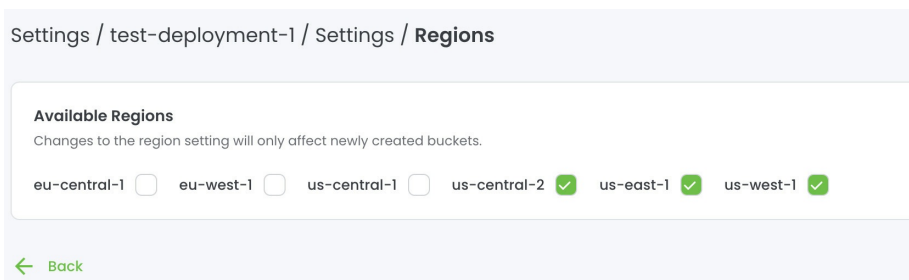 Settings / test-deployment-1 / Settings / Regions
Available Regions
Changes to the region setting will only affect newly created buckets.
eu-central-1 eu-west-1 us-central-1 us-central-2 us-east-1 us-west-1
Back